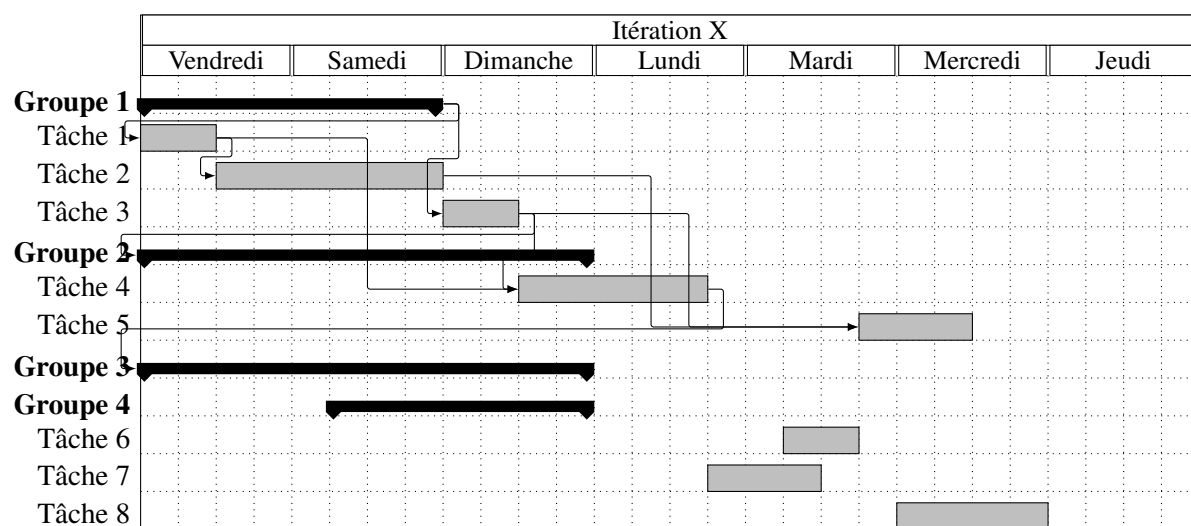 Itération X
Vendredi Samedi Dimanche Lundi Mardi Mercredi Jeudi
Groupe 1
Tâche 1
Tâche 2
Tâche 3
Groupe 2
Tâche 4
Tâche 5
Groupe 3
Groupe 4
Tâche 6
Tâche 7
Tâche 8